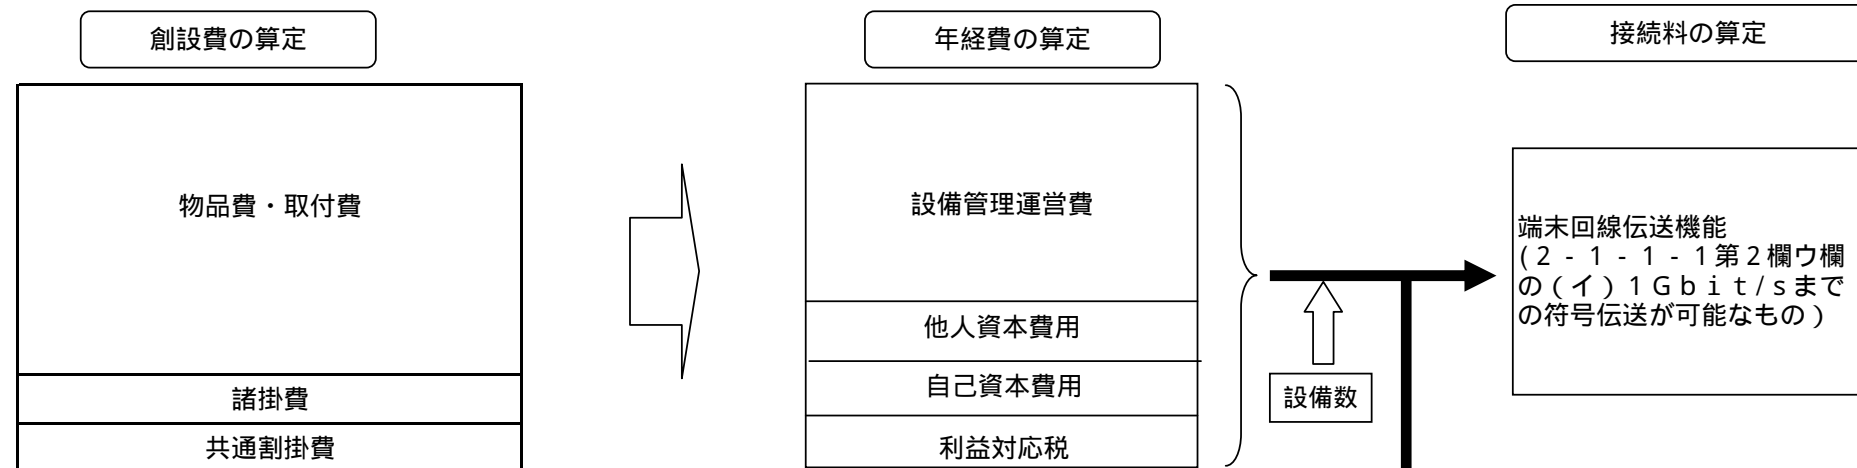 創設費の算定
年経費の算定
接続料の算定
物品費・取付費
諸掛費
共通割掛費
設備管理運営費
他人資本費用
自己資本費用
利益対応税
設備数
端末回線伝送機能
(2-1-1-1第2欄ウ欄
の(イ)1Gbit/sまで
の符号伝送が可能なもの)